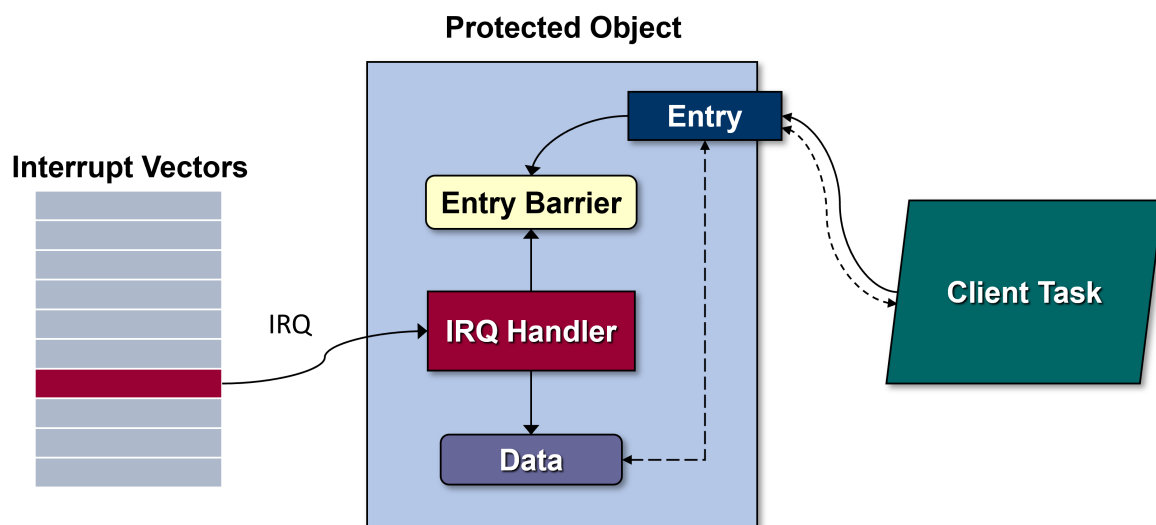 Protected Object
Entry
Interrupt Vectors
Entry Barrier
Client Task
IRQ
IRQ Handler
Data